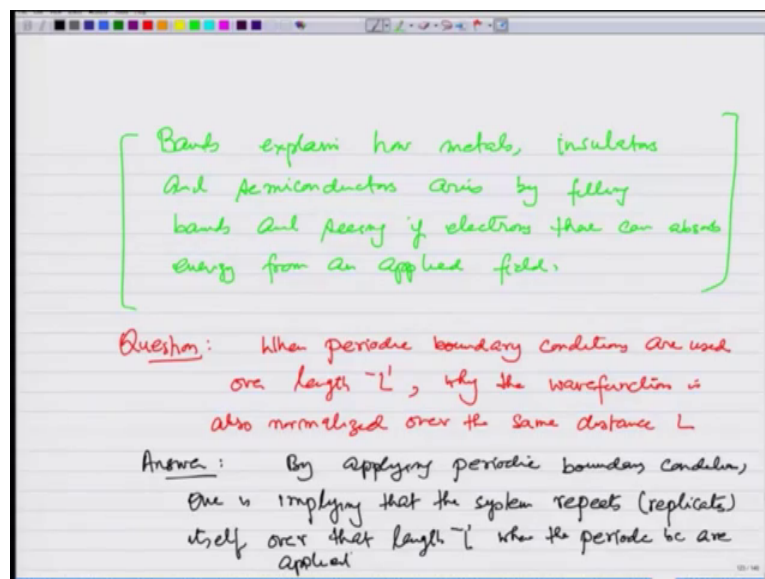 Bands explain how metals, insulators
and semiconductors arise by filling
bands and seeing if electrons there can absorb
energy from an applied field.
Question: When periodic boundary conditions are used
over length 'L', why the wavefunction is
also normalized over the same distance L
Answer: By applying periodic boundary condition,
one is implying that the system repeats (replicats)
itself over that length 'L' when the periodic bc are
applied